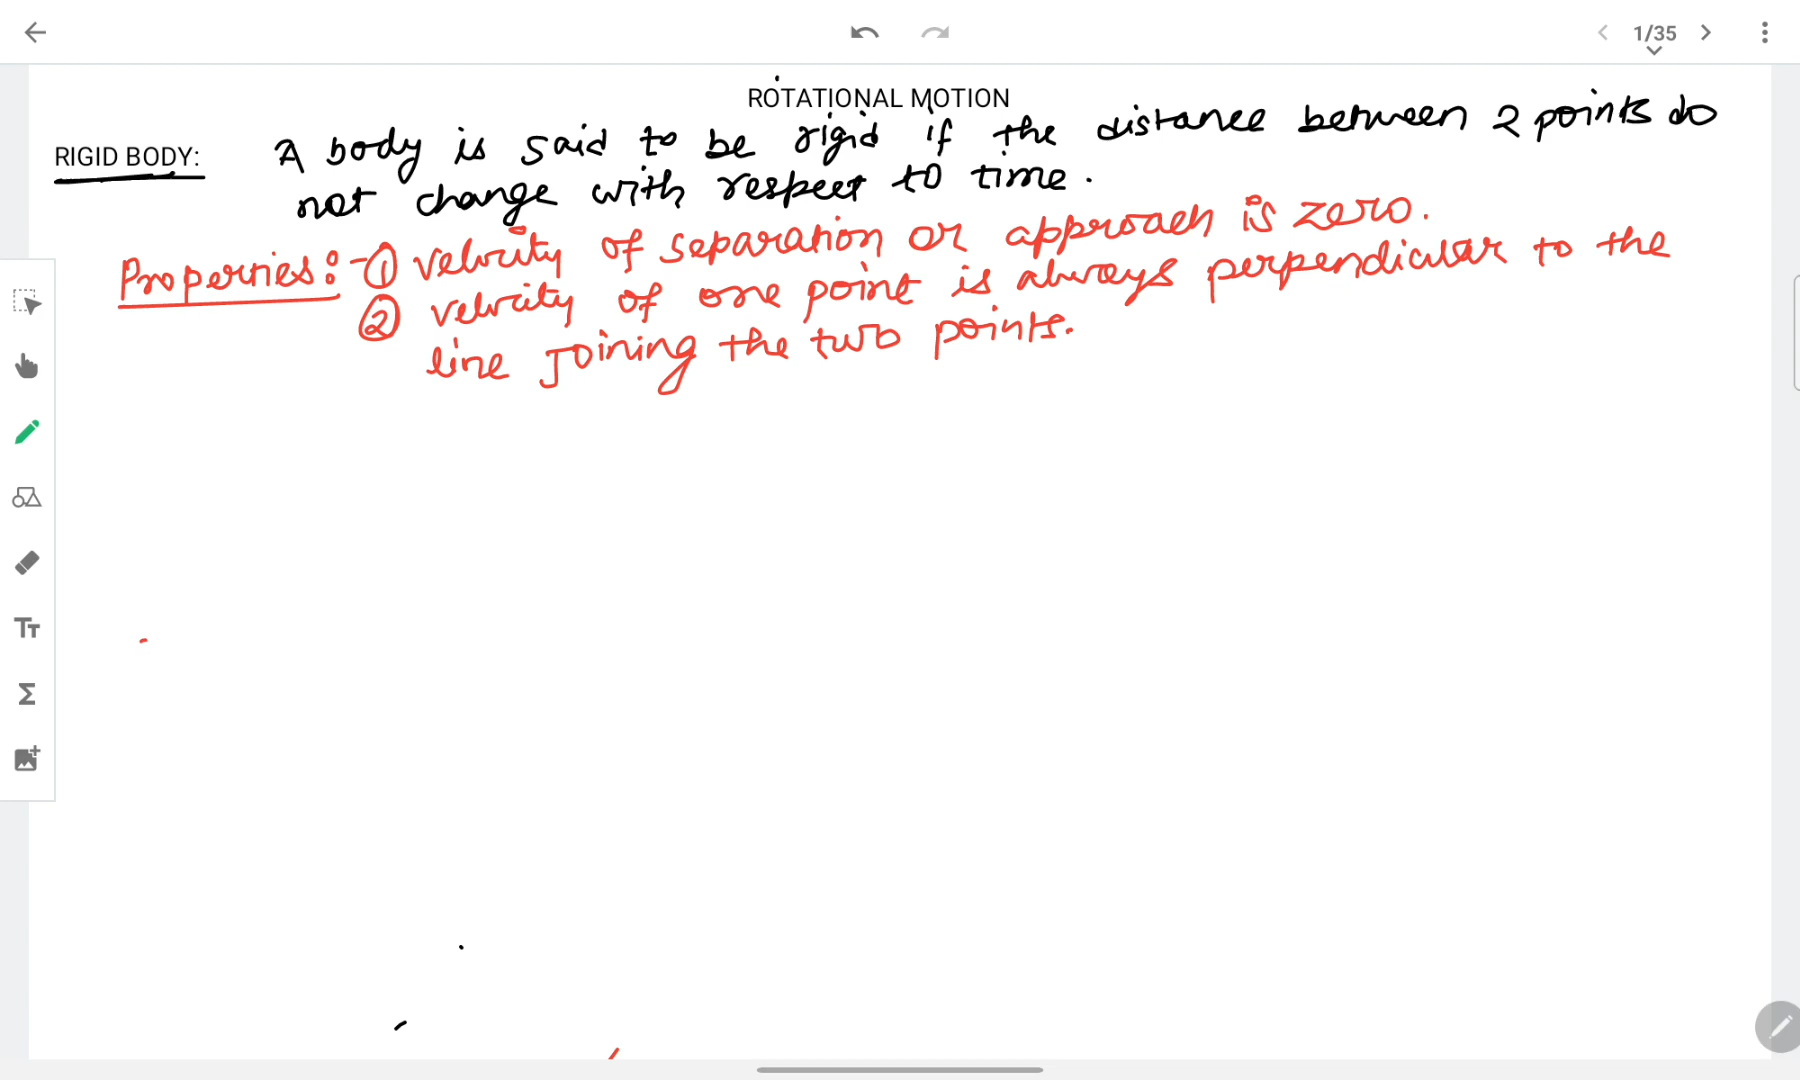 1/35
ROTATIONAL MOTION
RIGID BODY: A body is said to be rigid if the distance between 2 points do
not change with respect to time.
Properties:- ① velocity of separation or approach is zero.
② velocity of one point is always perpendicular to the
line joining the two points.